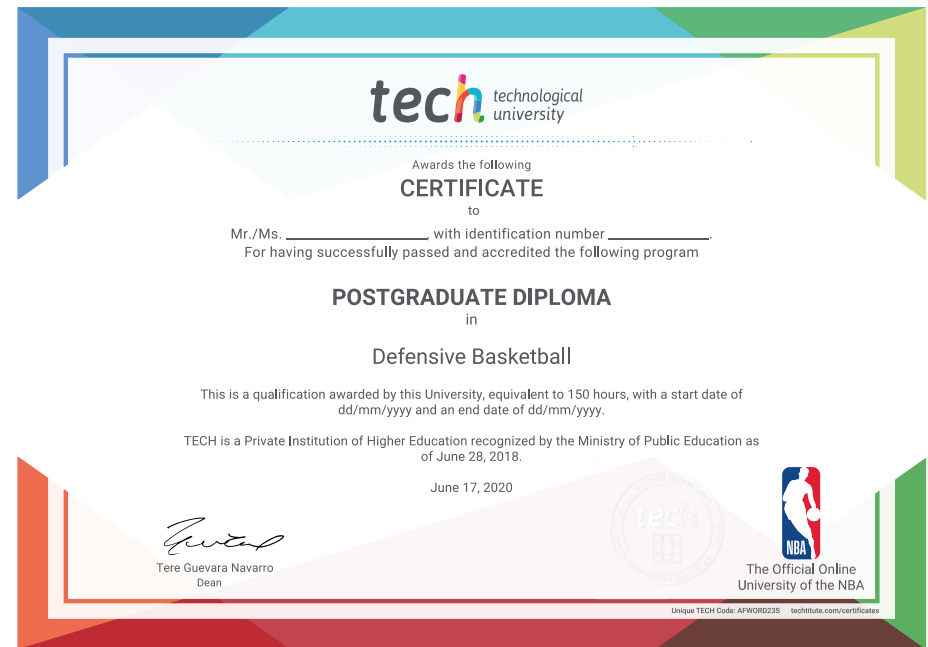 tech technological
university
Awards the following
CERTIFICATE
to
Mr./Ms. ____________________, with identification number ______________.
For having successfully passed and accredited the following program
POSTGRADUATE DIPLOMA
in
Defensive Basketball
This is a qualification awarded by this University, equivalent to 150 hours, with a start date of
dd/mm/yyyy and an end date of dd/mm/yyyy.
TECH is a Private Institution of Higher Education recognized by the Ministry of Public Education as
of June 28, 2018.
June 17, 2020
tech
NBA
Tere Guevara Navarro
Dean
The Official Online
University of the NBA
Unique TECH Code: AFWORD23S techtitute.com/certificates